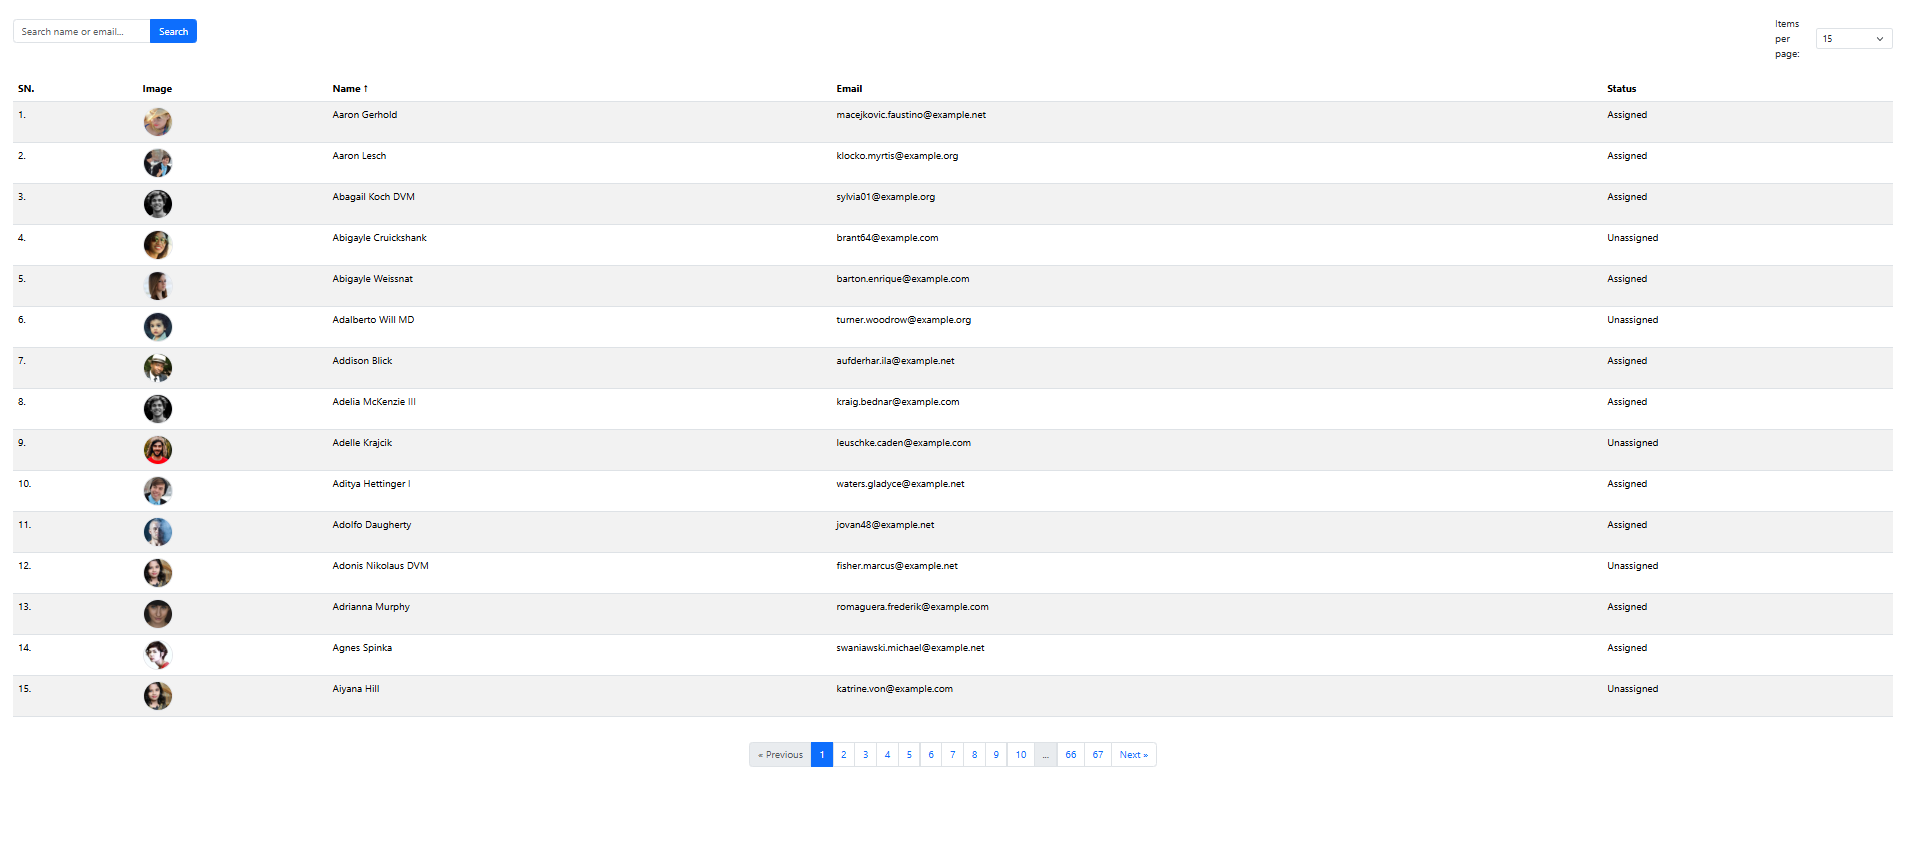 Search name or email... Search
Items
per
page:
15
SN. Image Name ↑ Email Status
1. Aaron Gerhold macejkovic.faustino@example.net Assigned
2. Aaron Lesch klocko.myrtis@example.org Assigned
3. Abagail Koch DVM sylvia01@example.org Assigned
4. Abigayle Cruickshank brant64@example.com Unassigned
5. Abigayle Weissnat barton.enrique@example.com Assigned
6. Adalberto Will MD turner.woodrow@example.org Unassigned
7. Addison Blick aufderhar.ila@example.net Assigned
8. Adelia McKenzie III kraig.bednar@example.com Assigned
9. Adelle Krajcik leuschke.caden@example.com Unassigned
10. Aditya Hettinger I waters.gladyce@example.net Assigned
11. Adolfo Daugherty jovan48@example.net Assigned
12. Adonis Nikolaus DVM fisher.marcus@example.net Unassigned
13. Adrianna Murphy romaguera.frederik@example.com Assigned
14. Agnes Spinka swaniawski.michael@example.net Assigned
15. Aiyana Hill katrine.von@example.com Unassigned
« Previous 1 2 3 4 5 6 7 8 9 10 ... 66 67 Next »